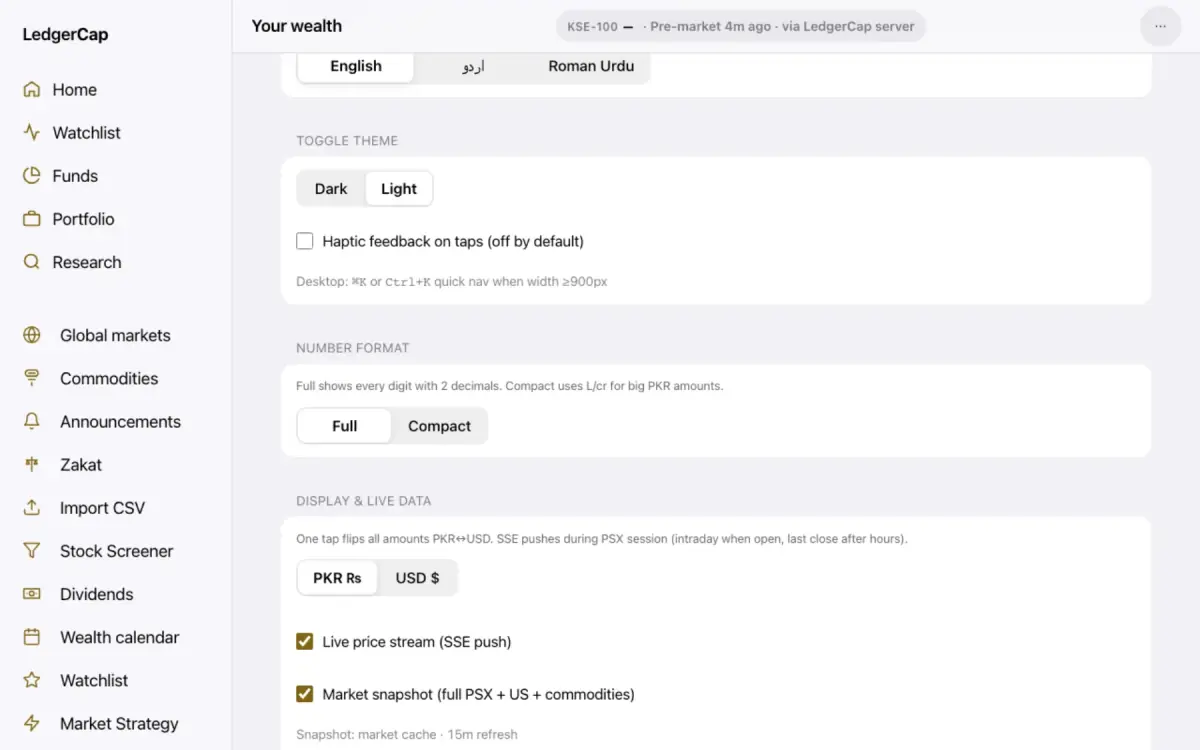 LedgerCap
Your wealth
KSE-100 — · Pre-market 4m ago · via LedgerCap server
...
Home
Watchlist
Funds
Portfolio
Research
Global markets
Commodities
Announcements
Zakat
Import CSV
Stock Screener
Dividends
Wealth calendar
Watchlist
Market Strategy
English اردو Roman Urdu
TOGGLE THEME
Dark Light
Haptic feedback on taps (off by default)
Desktop: ⌘K or Ctrl+K quick nav when width ≥900px
NUMBER FORMAT
Full shows every digit with 2 decimals. Compact uses L/cr for big PKR amounts.
Full Compact
DISPLAY & LIVE DATA
One tap flips all amounts PKR↔USD. SSE pushes during PSX session (intraday when open, last close after hours).
PKR ₨ USD $
Live price stream (SSE push)
Market snapshot (full PSX + US + commodities)
Snapshot: market cache · 15m refresh